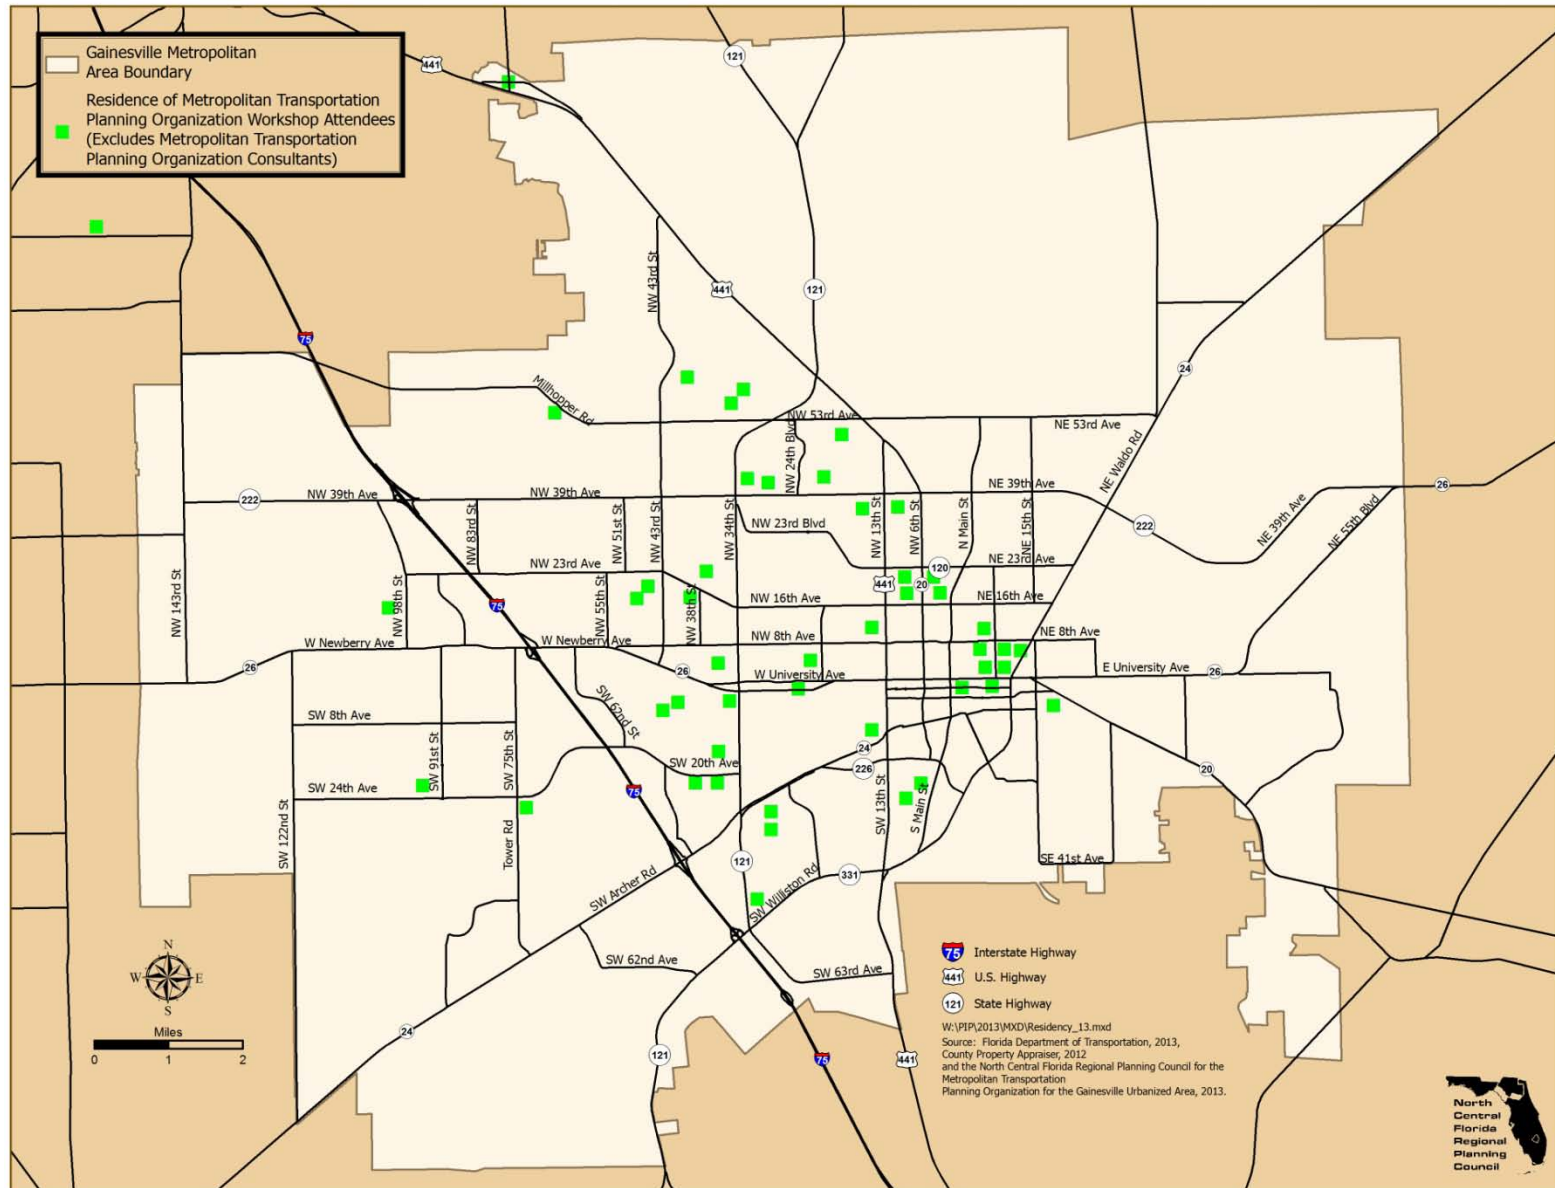 Gainesville Metropolitan
Area Boundary
Residence of Metropolitan Transportation
Planning Organization Workshop Attendees
(Excludes Metropolitan Transportation
Planning Organization Consultants)
441
121
75
NW 43rd St
441
121
24
Millhopper Rd
NW 53rd Ave
NE 53rd Ave
NW 24th Blvd
NE Waldo Rd
222
NW 39th Ave
NW 39th Ave
NE 39th Ave
26
NW 83rd St
NW 51st St
NW 43rd St
NW 34th St
NW 23rd Blvd
NW 13th St
NW 6th St
N Main St
NE 15th St
222
NE 39th Ave
NE 55th Blvd
NW 143rd St
NW 98th St
75
NW 23rd Ave
NW 55th St
NW 38th St
441
20
120
NE 23rd Ave
NW 16th Ave
NE 16th Ave
26
W Newberry Ave
W Newberry Ave
26
NW 8th Ave
NE 8th Ave
W University Ave
E University Ave
26
SW 62nd St
SW 8th Ave
SW 91st St
SW 75th St
24
226
20
SW 20th Ave
SW 24th Ave
75
SW 122nd St
Tower Rd
SW 13th St
S Main St
121
331
SE 41st Ave
SW Archer Rd
SW Williston Rd
SW 62nd Ave
SW 63rd Ave
N
W
E
S
Miles
0
1
2
24
121
75
441
75
Interstate Highway
441
U.S. Highway
121
State Highway
W:\PIP\2013\MXD\Residency_13.mxd
Source: Florida Department of Transportation, 2013,
County Property Appraiser, 2012
and the North Central Florida Regional Planning Council for the
Metropolitan Transportation
Planning Organization for the Gainesville Urbanized Area, 2013.
North
Central
Florida
Regional
Planning
Council